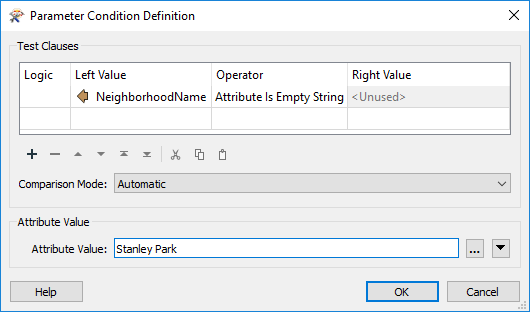 Parameter Condition Definition
Test Clauses
Logic Left Value Operator Right Value
NeighborhoodName Attribute Is Empty String <Unused>
Comparison Mode: Automatic
Attribute Value
Attribute Value: Stanley Park ...
Help OK Cancel